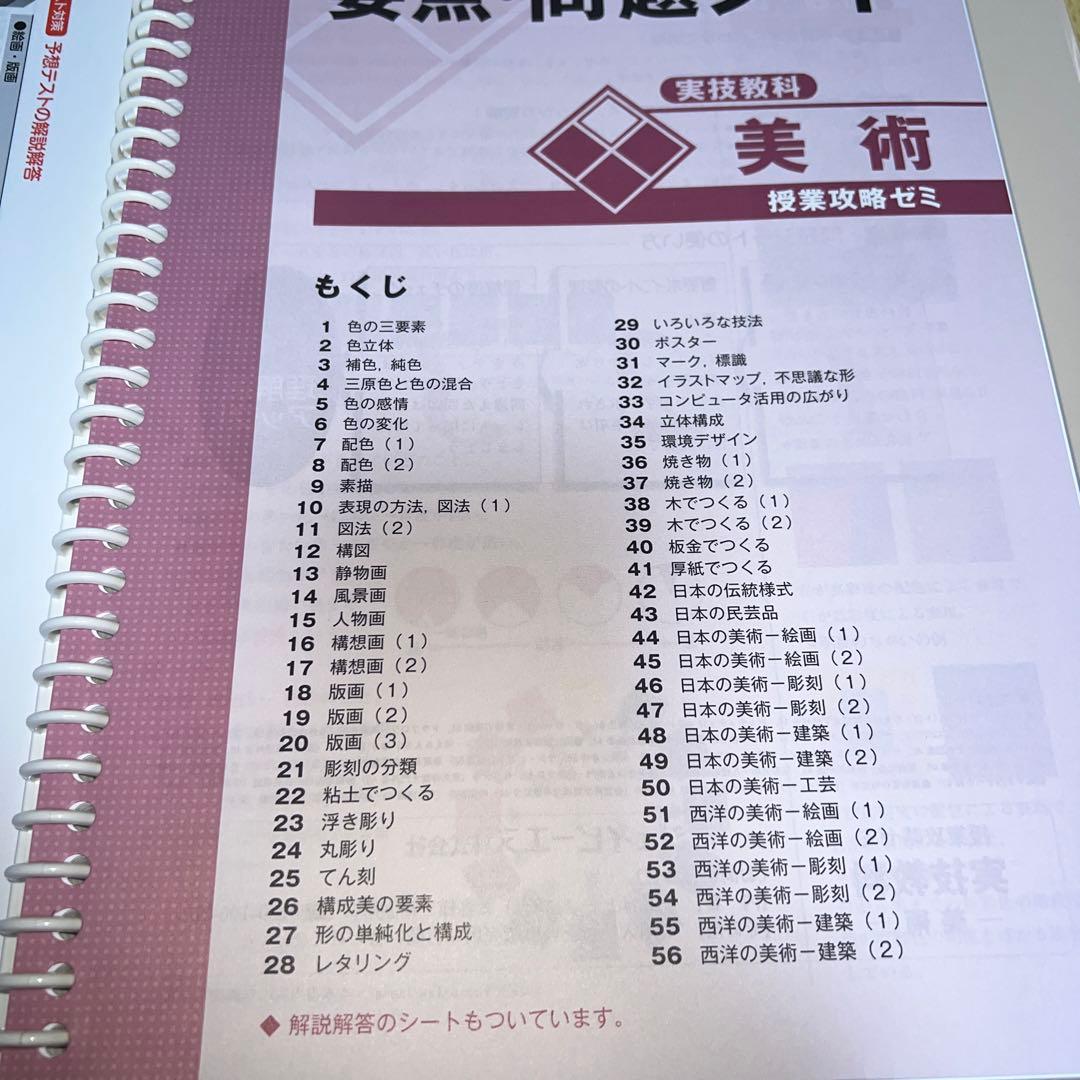 ト対策 予想テストの解説解答
●絵画・版画
要点・問題シート
実技教科
美術
授業攻略ゼミ
もくじ
1 色の三要素
2 色立体
3 補色,純色
4 三原色と色の混合
5 色の感情
6 色の変化
7 配色（1）
8 配色（2）
9 素描
10 表現の方法,図法（1）
11 図法（2）
12 構図
13 静物画
14 風景画
15 人物画
16 構想画（1）
17 構想画（2）
18 版画（1）
19 版画（2）
20 版画（3）
21 彫刻の分類
22 粘土でつくる
23 浮き彫り
24 丸彫り
25 てん刻
26 構成美の要素
27 形の単純化と構成
28 レタリング
29 いろいろな技法
30 ポスター
31 マーク,標識
32 イラストマップ,不思議な形
33 コンピュータ活用の広がり
34 立体構成
35 環境デザイン
36 焼き物（1）
37 焼き物（2）
38 木でつくる（1）
39 木でつくる（2）
40 板金でつくる
41 厚紙でつくる
42 日本の伝統様式
43 日本の民芸品
44 日本の美術－絵画（1）
45 日本の美術－絵画（2）
46 日本の美術－彫刻（1）
47 日本の美術－彫刻（2）
48 日本の美術－建築（1）
49 日本の美術－建築（2）
50 日本の美術－工芸
51 西洋の美術－絵画（1）
52 西洋の美術－絵画（2）
53 西洋の美術－彫刻（1）
54 西洋の美術－彫刻（2）
55 西洋の美術－建築（1）
56 西洋の美術－建築（2）
◆ 解説解答のシートもついています。